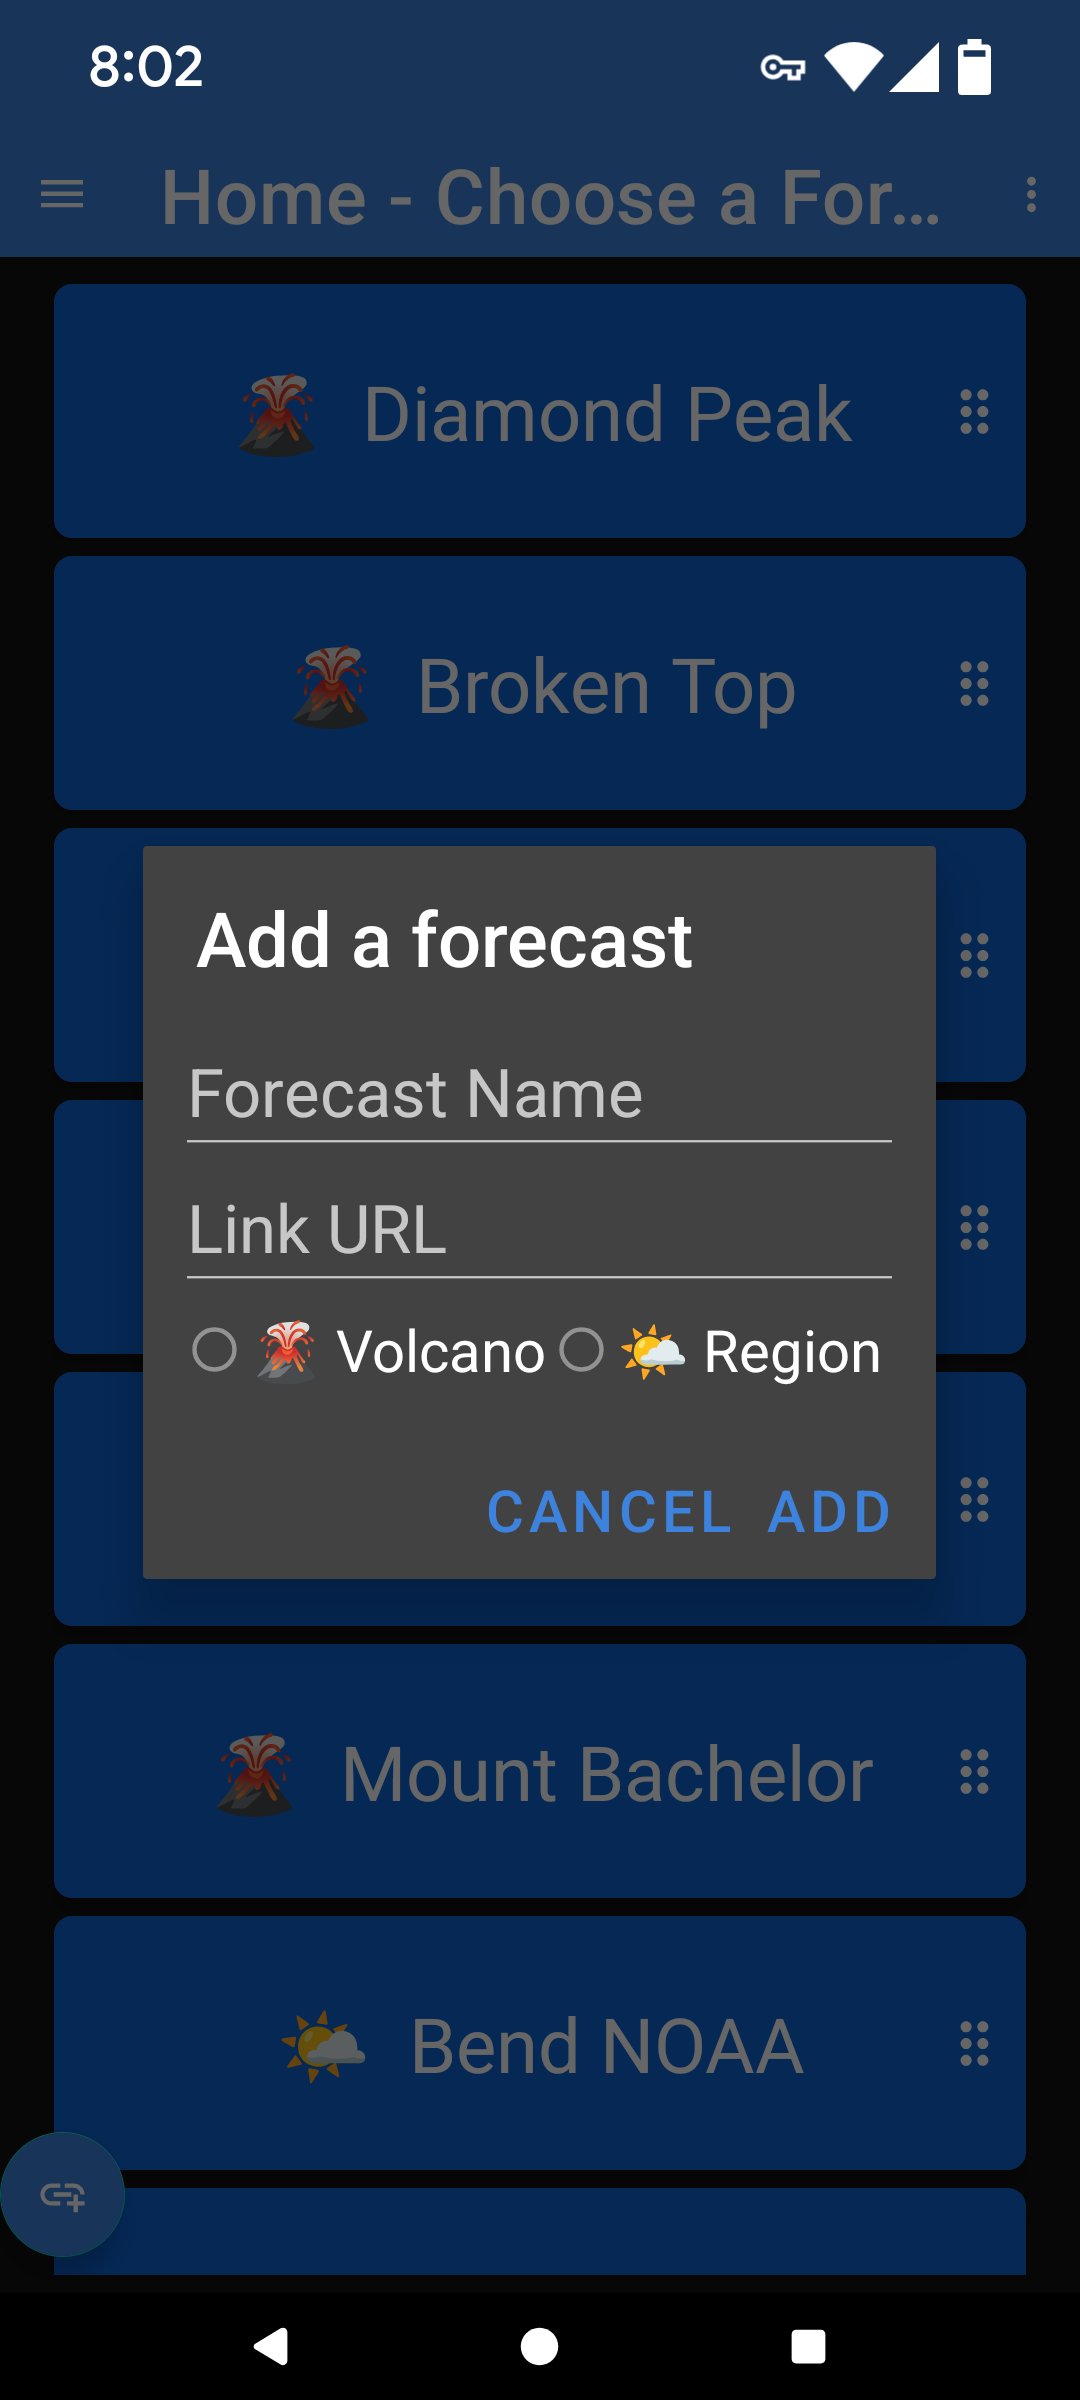 8:02
Home - Choose a For...
Diamond Peak
Broken Top
Add a forecast
Forecast Name
Link URL
Volcano Region
CANCEL ADD
Mount Bachelor
Bend NOAA